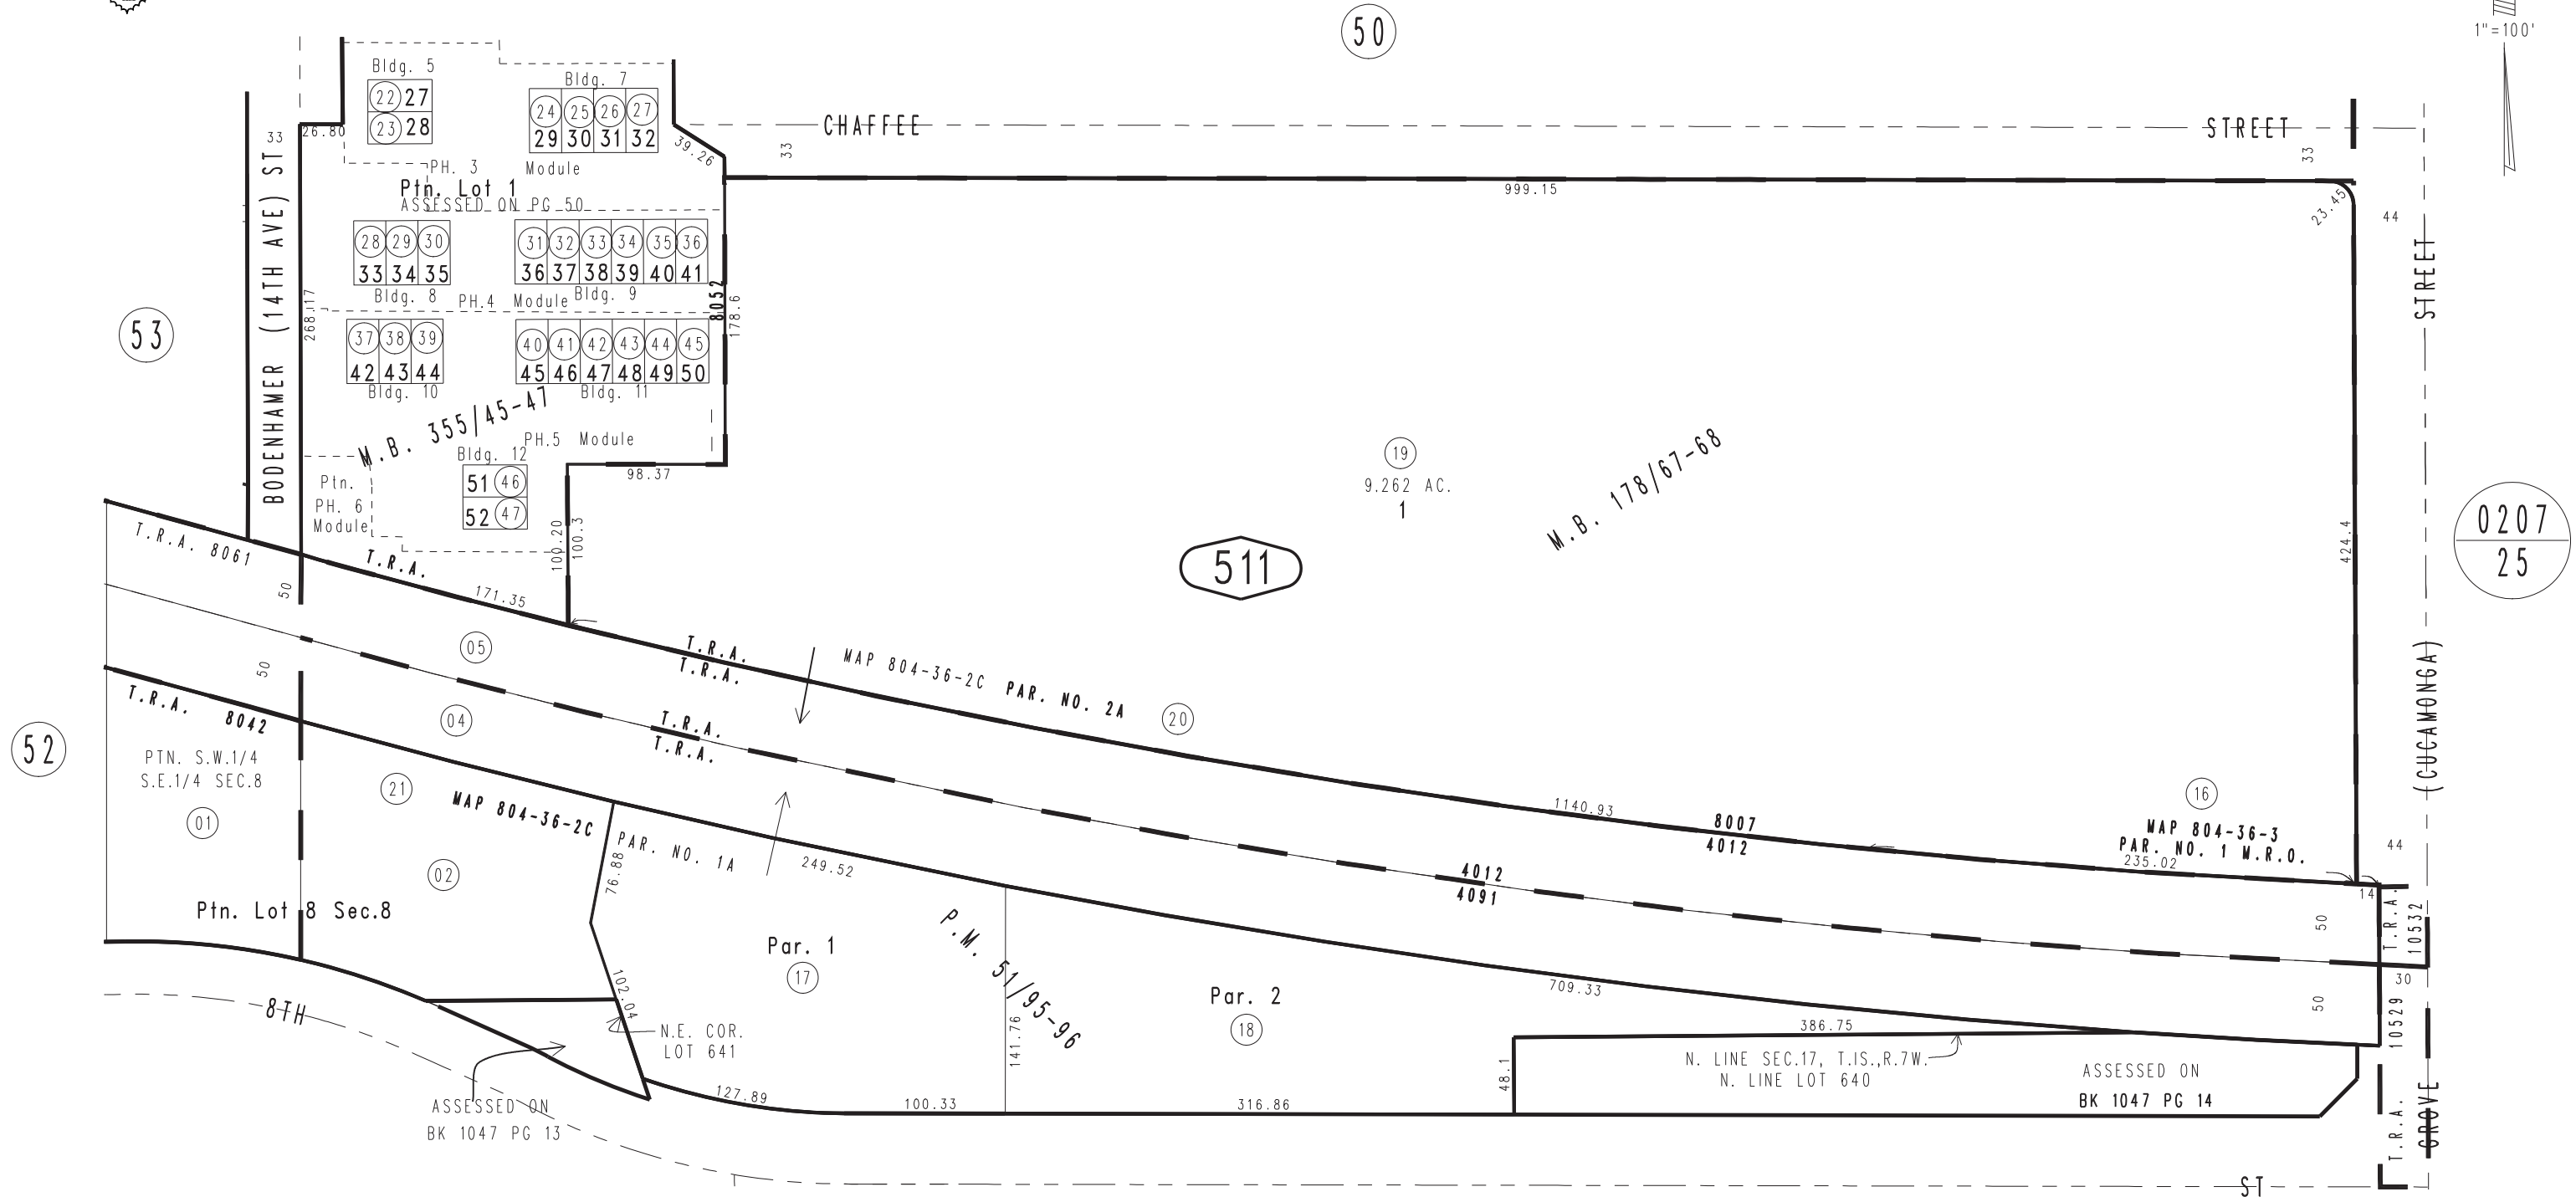 50
1"=100'
Bldg. 5
22 27
23 28
Bldg. 7
24 25 26 27
29 30 31 32
33
26.80
39.26
33
CHAFFEE
STREET
33
PH. 3
Module
Ptn. Lot 1
ASSESSED ON PG 50
999.15
23.45
44
28 29 30
33 34 35
Bldg. 8
31 32 33 34 35 36
36 37 38 39 40 41
Bldg. 9
PH.4 Module
8052
178.6
268.17
BODENHAMER (14TH AVE) ST
53
37 38 39
42 43 44
Bldg. 10
40 41 42 43 44 45
45 46 47 48 49 50
Bldg. 11
M.B. 355/45-47
PH.5 Module
Bldg. 12
51 46
52 47
Ptn.
PH. 6
Module
98.37
100.20
100.3
19
9.262 AC.
1
M.B. 178/67-68
511
424.4
STREET
(CUCAMONGA)
0207
25
T.R.A. 8061
T.R.A.
171.35
50
50
05
04
T.R.A.
T.R.A.
MAP 804-36-2C PAR. NO. 2A
20
T.R.A.
T.R.A.
52
T.R.A. 8042
PTN. S.W.1/4
S.E.1/4 SEC.8
01
21
MAP 804-36-2C
PAR. NO. 1A
02
76.88
249.52
1140.93
8007
4012
4012
4091
16
MAP 804-36-3
PAR. NO. 1 M.R.O.
235.02
44
14
50
T.R.A.
10532
30
50
10529
Ptn. Lot 8 Sec.8
Par. 1
17
P.M. 51/95-96
102.04
Par. 2
18
709.33
8TH
N.E. COR.
LOT 641
141.76
386.75
48.1
N. LINE SEC.17, T.IS.,R.7W.
N. LINE LOT 640
ASSESSED ON
BK 1047 PG 14
ASSESSED ON
BK 1047 PG 13
127.89
100.33
316.86
T.R.A.
GROVE
ST